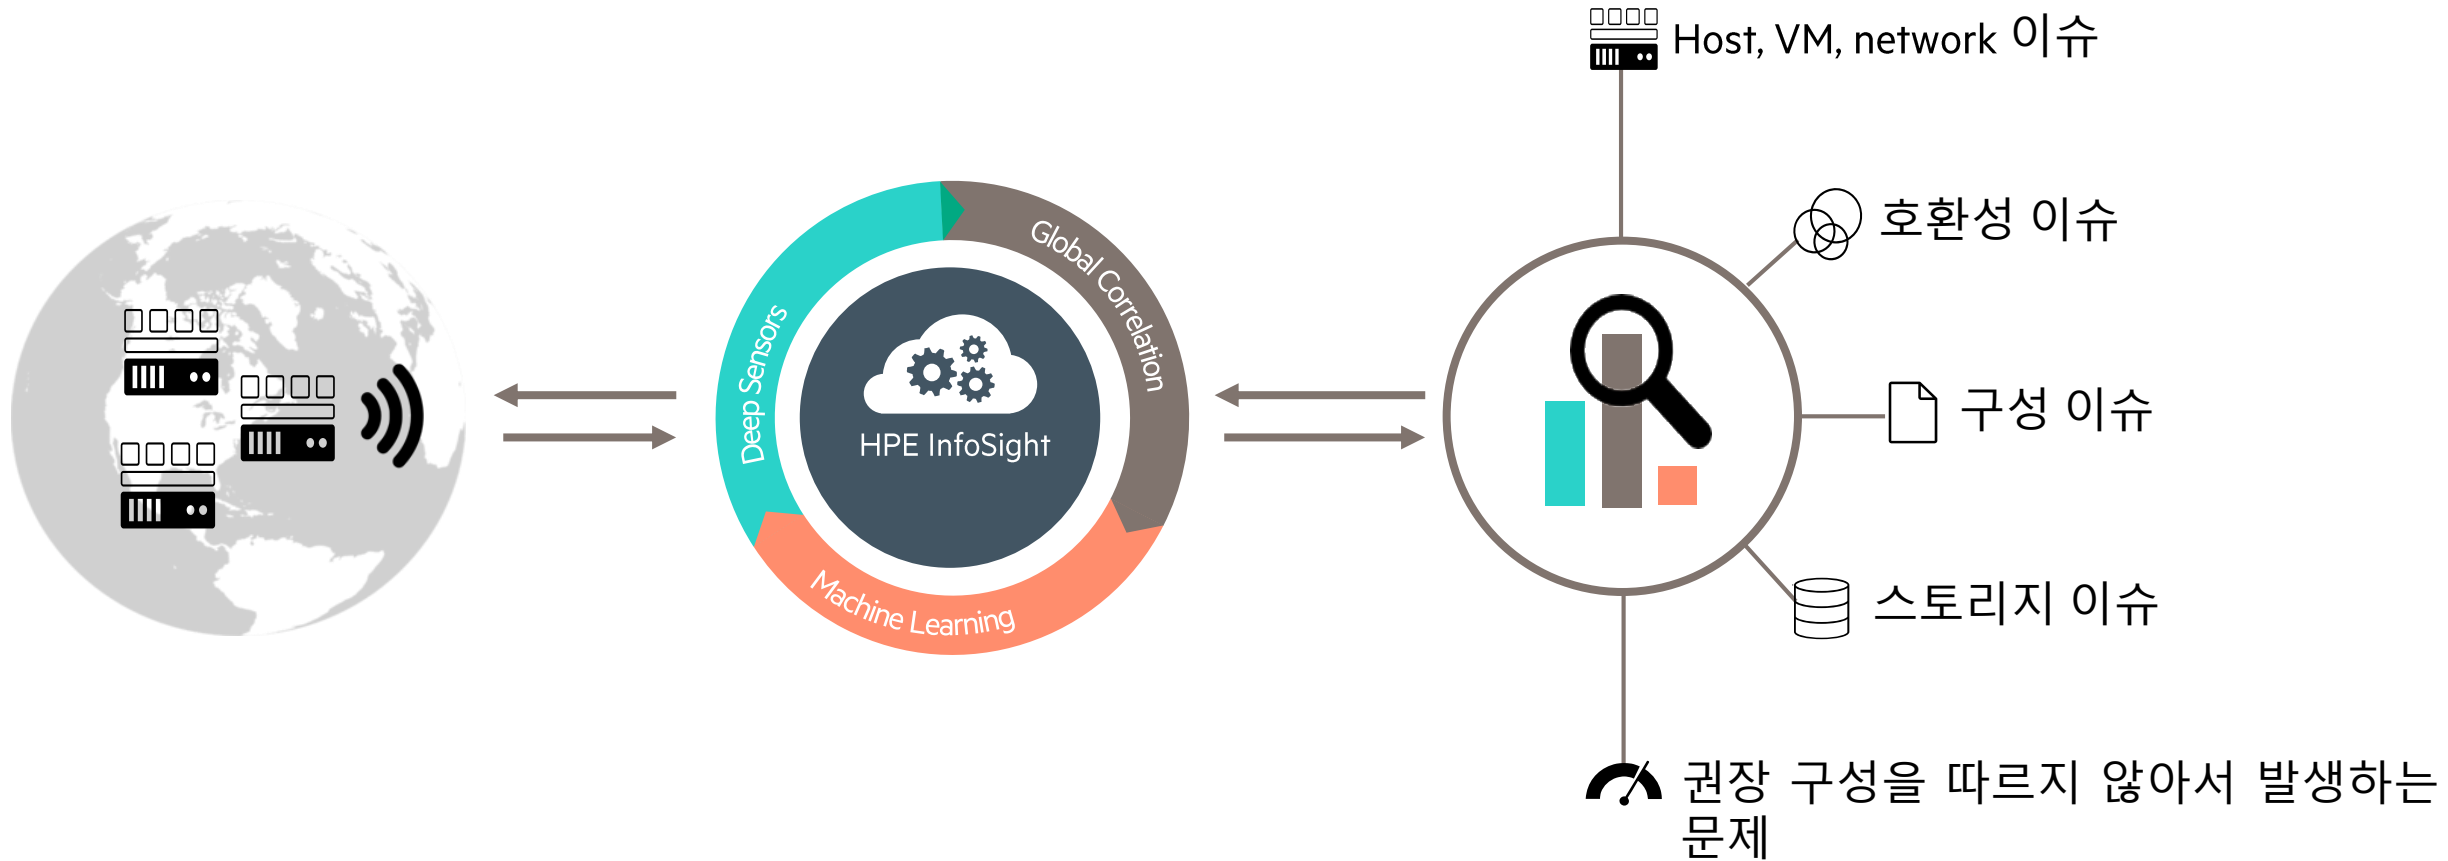 Host, VM, network 이슈
호환성 이슈
Global Correlation
Deep Sensors
구성 이슈
HPE InfoSight
스토리지 이슈
Machine Learning
권장 구성을 따르지 않아서 발생하는
문제